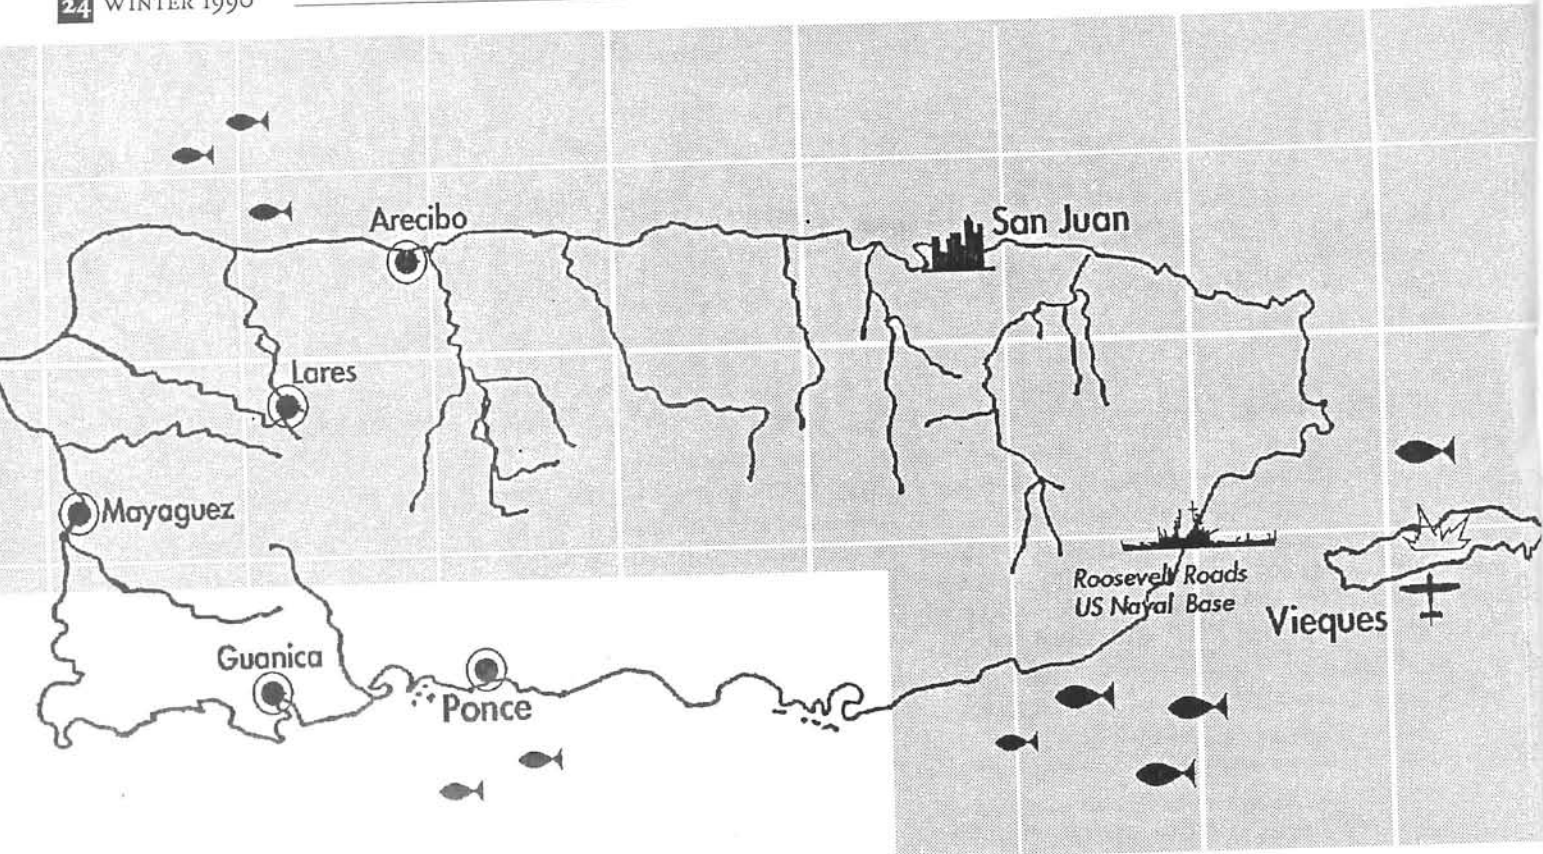 24 WINTER 1990
Arecibo
San Juan
Lares
Mayaguez
Roosevelt Roads
US Naval Base
Vieques
Guanica
Ponce